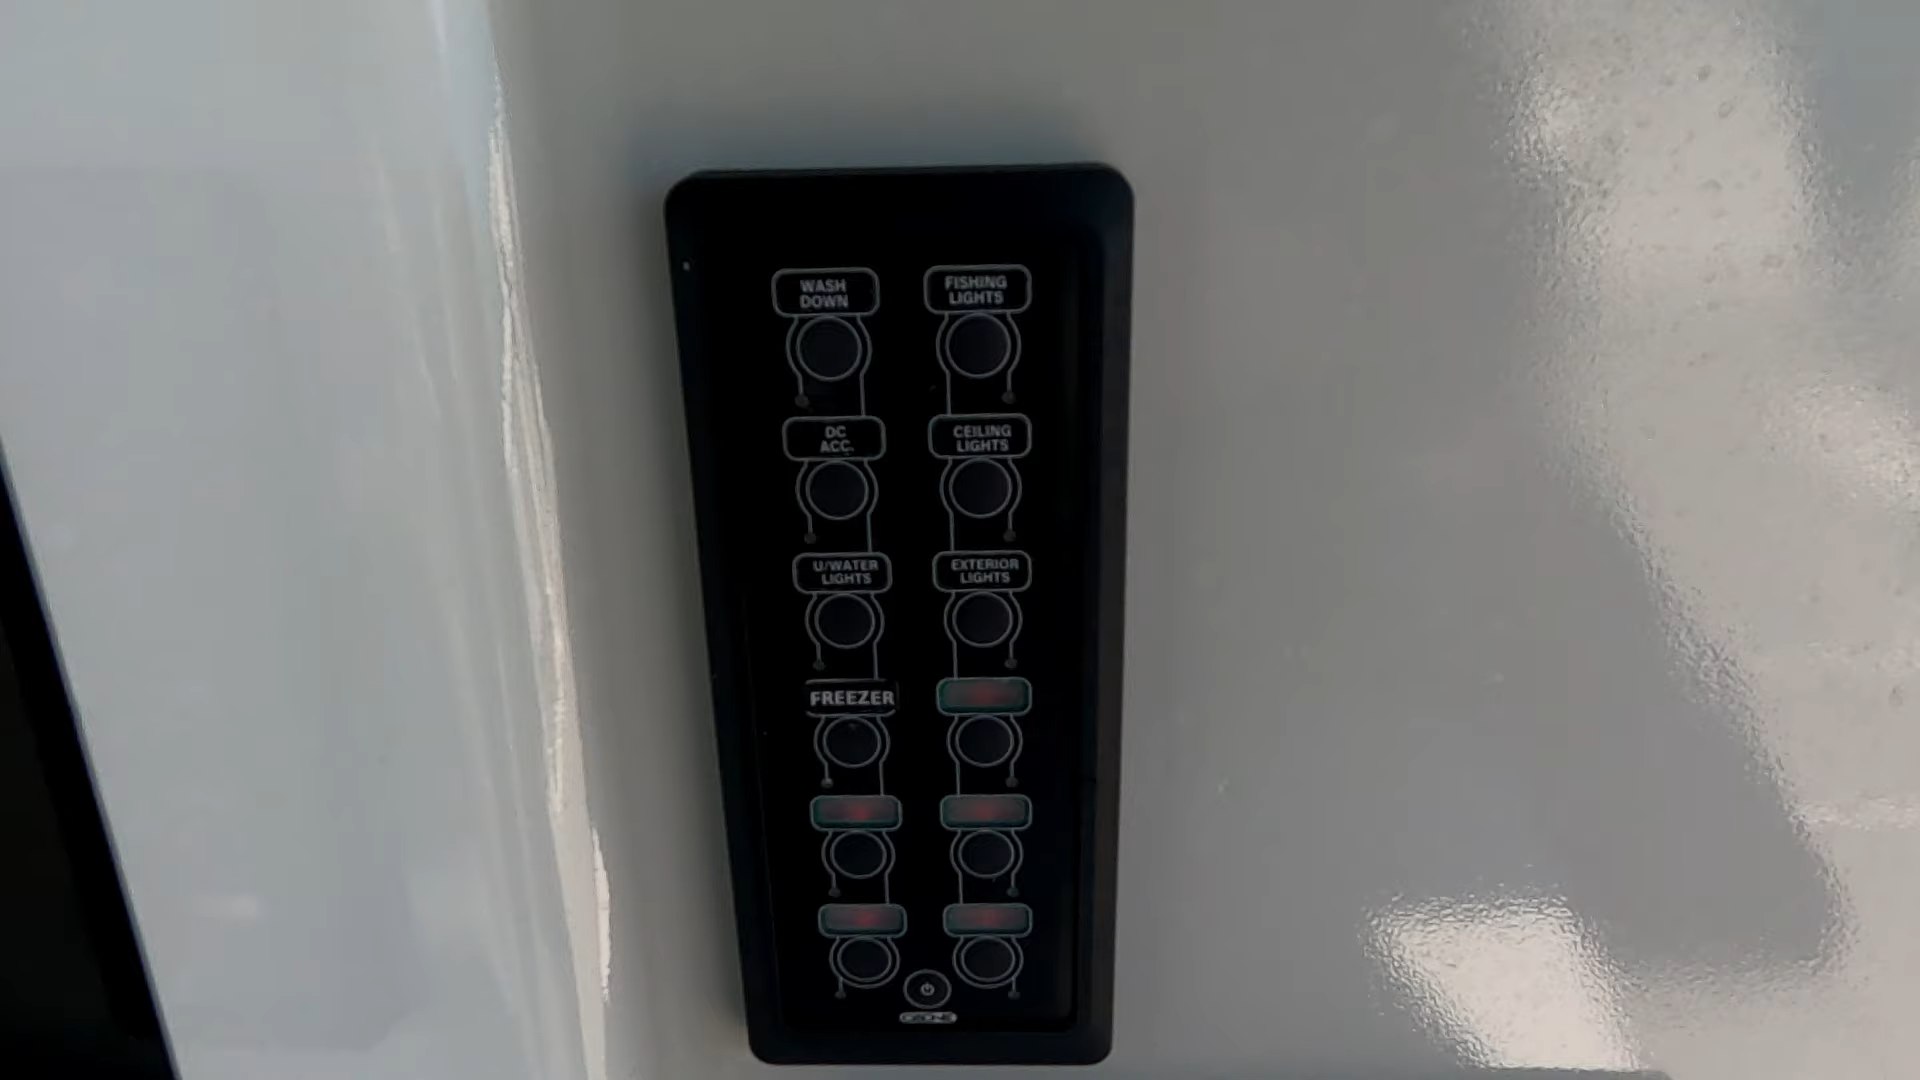 WASH
DOWN
FISHING
LIGHTS
DC
ACC.
CEILING
LIGHTS
U/WATER
LIGHTS
EXTERIOR
LIGHTS
FREEZER